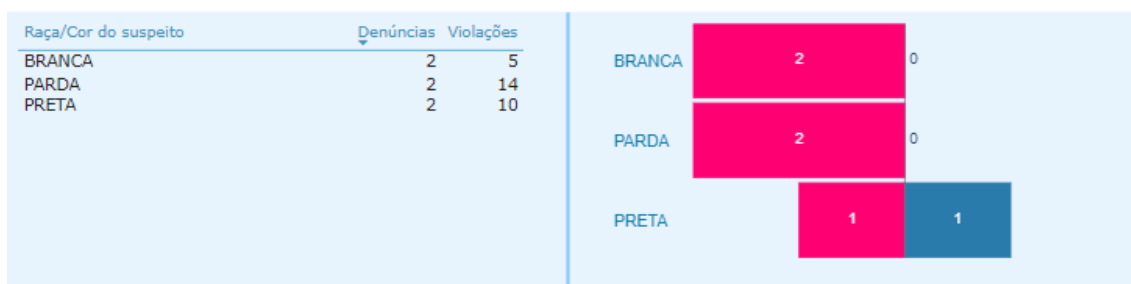 Raça/Cor do suspeito Denúncias Violações
BRANCA 2 5
PARDA 2 14
PRETA 2 10
BRANCA 2 0
PARDA 2 0
PRETA 1 1